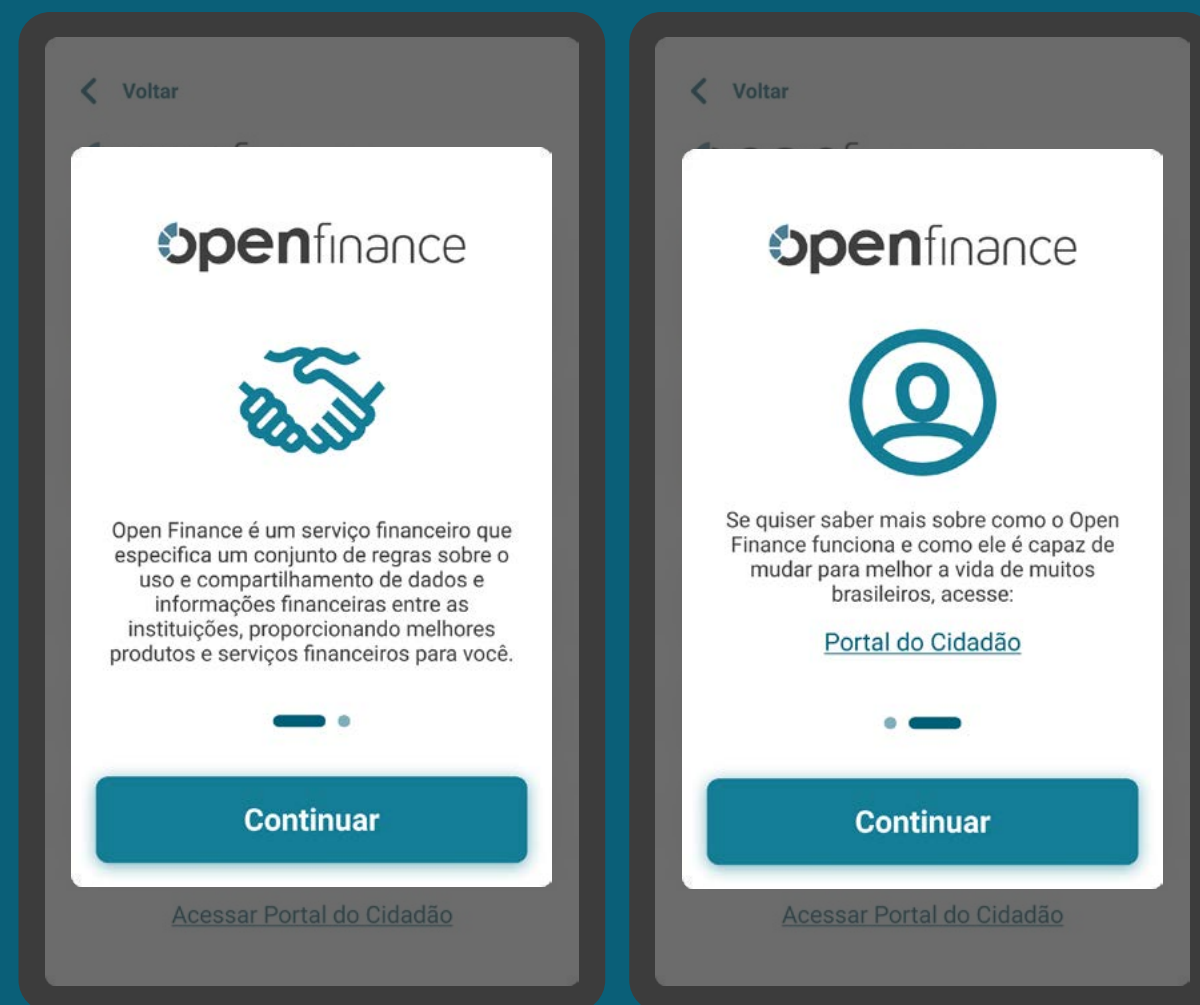 Voltar
openfinance
Open Finance é um serviço financeiro que
especifica um conjunto de regras sobre o
uso e compartilhamento de dados e
informações financeiras entre as
instituições, proporcionando melhores
produtos e serviços financeiros para você.
Continuar
Acessar Portal do Cidadão
Voltar
openfinance
Se quiser saber mais sobre como o Open
Finance funciona e como ele é capaz de
mudar para melhor a vida de muitos
brasileiros, acesse:
Portal do Cidadão
Continuar
Acessar Portal do Cidadão